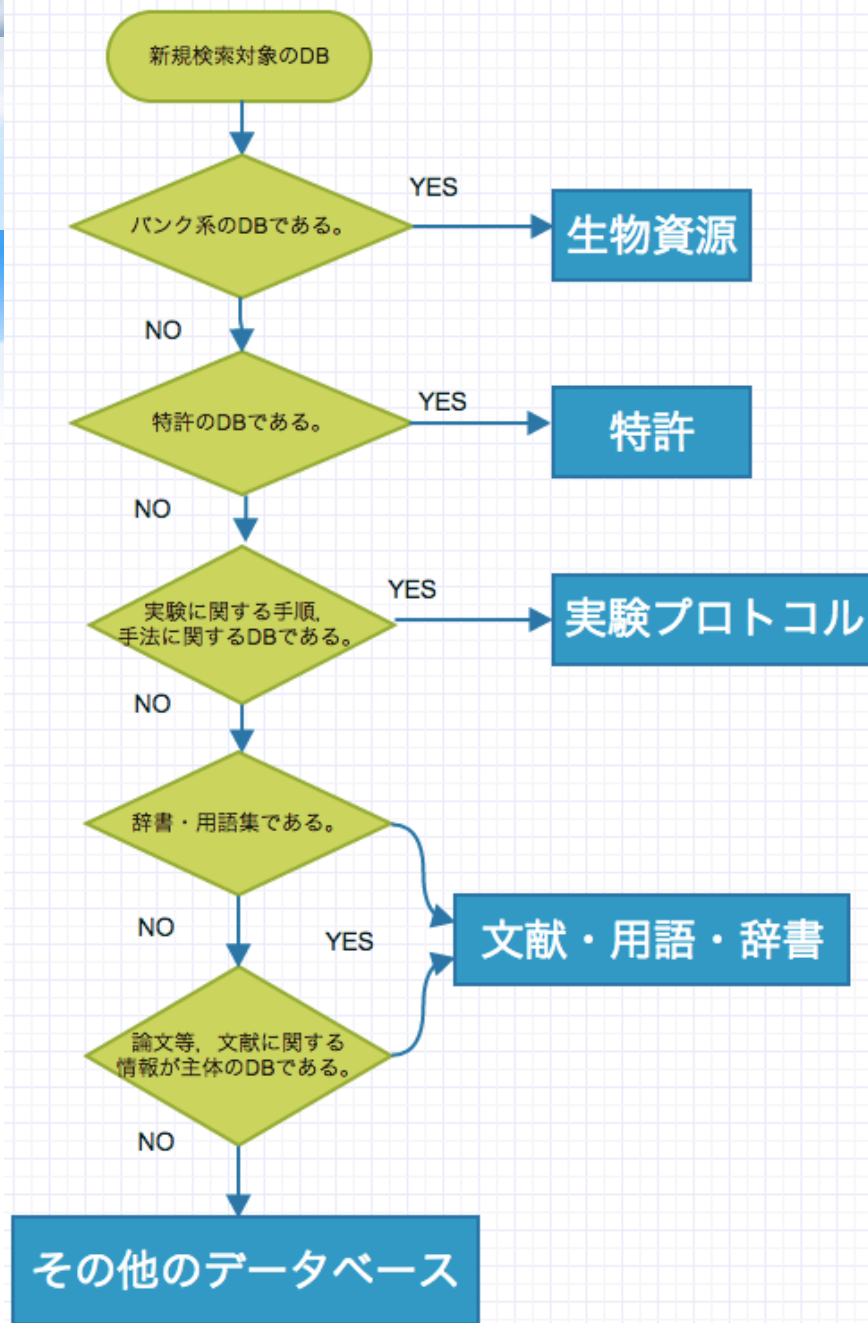 新規検索対象のDB
バンク系のDBである。
YES
生物資源
NO
特許のDBである。
YES
特許
NO
実験に関する手順,
手法に関するDBである。
YES
実験プロトコル
NO
辞書・用語集である。
NO
YES
文献・用語・辞書
論文等, 文献に関する
情報が主体のDBである。
NO
その他のデータベース